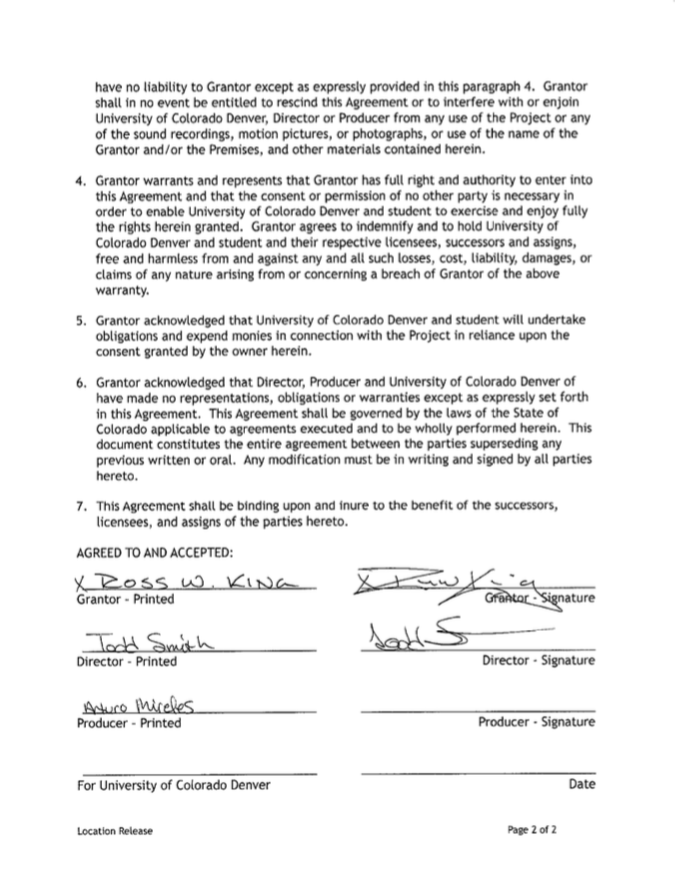 have no liability to Grantor except as expressly provided in this paragraph 4. Grantor
shall in no event be entitled to rescind this Agreement or to interfere with or enjoin
University of Colorado Denver, Director or Producer from any use of the Project or any
of the sound recordings, motion pictures, or photographs, or use of the name of the
Grantor and/or the Premises, and other materials contained herein.
4. Grantor warrants and represents that Grantor has full right and authority to enter into
this Agreement and that the consent or permission of no other party is necessary in
order to enable University of Colorado Denver and student to exercise and enjoy fully
the rights herein granted. Grantor agrees to indemnify and to hold University of
Colorado Denver and student and their respective licensees, successors and assigns,
free and harmless from and against any and all such losses, cost, liability, damages, or
claims of any nature arising from or concerning a breach of Grantor of the above
warranty.
5. Grantor acknowledged that University of Colorado Denver and student will undertake
obligations and expend monies in connection with the Project in reliance upon the
consent granted by the owner herein.
6. Grantor acknowledged that Director, Producer and University of Colorado Denver of
have made no representations, obligations or warranties except as expressly set forth
in this Agreement. This Agreement shall be governed by the laws of the State of
Colorado applicable to agreements executed and to be wholly performed herein. This
document constitutes the entire agreement between the parties superseding any
previous written or oral. Any modification must be in writing and signed by all parties
hereto.
7. This Agreement shall be binding upon and inure to the benefit of the successors,
licensees, and assigns of the parties hereto.
AGREED TO AND ACCEPTED:
X ROSS W. KING X
Grantor - Printed Grantor - Signature
Todd Smith
Director - Printed Director - Signature
Arturo Mireles
Producer - Printed Producer - Signature
For University of Colorado Denver Date
Location Release Page 2 of 2